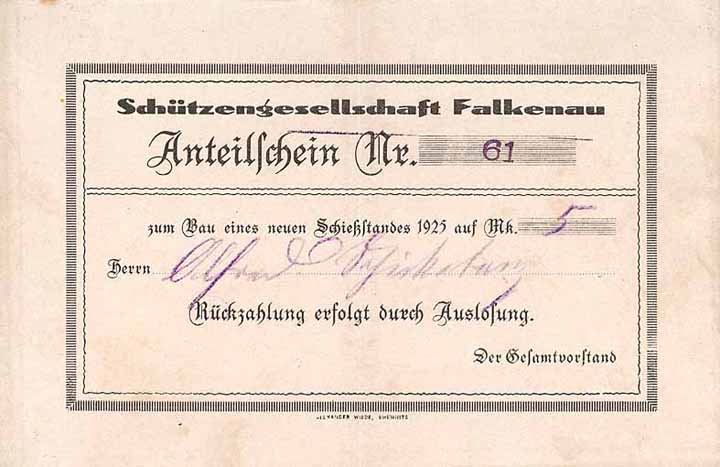 Schützengesellschaft Falkenau
Anteilschein Nr. 61
zum Bau eines neuen Schießstandes 1925 auf Mk. 5
Herrn Alfred
Rückzahlung erfolgt durch Auslosung.
Der Gesamtvorstand
ALEXANDER WIEDE, CHEMNITZ